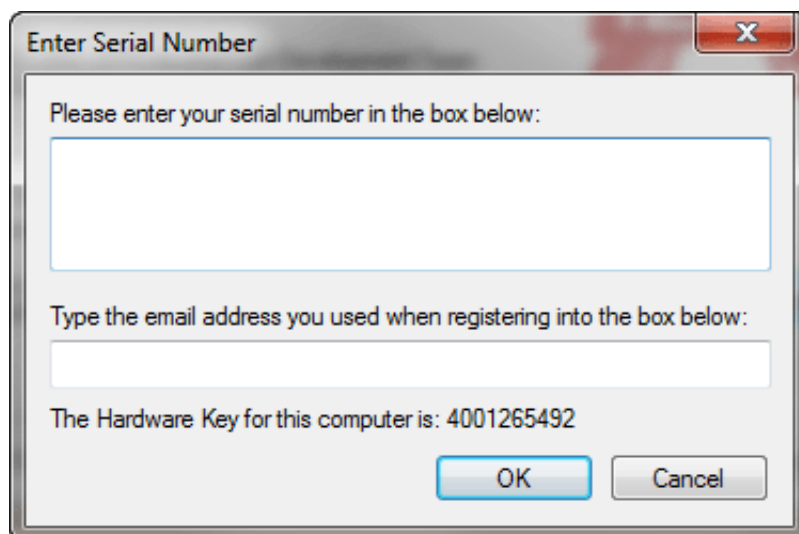 Enter Serial Number
Please enter your serial number in the box below:
Type the email address you used when registering into the box below:
The Hardware Key for this computer is: 4001265492
OK Cancel